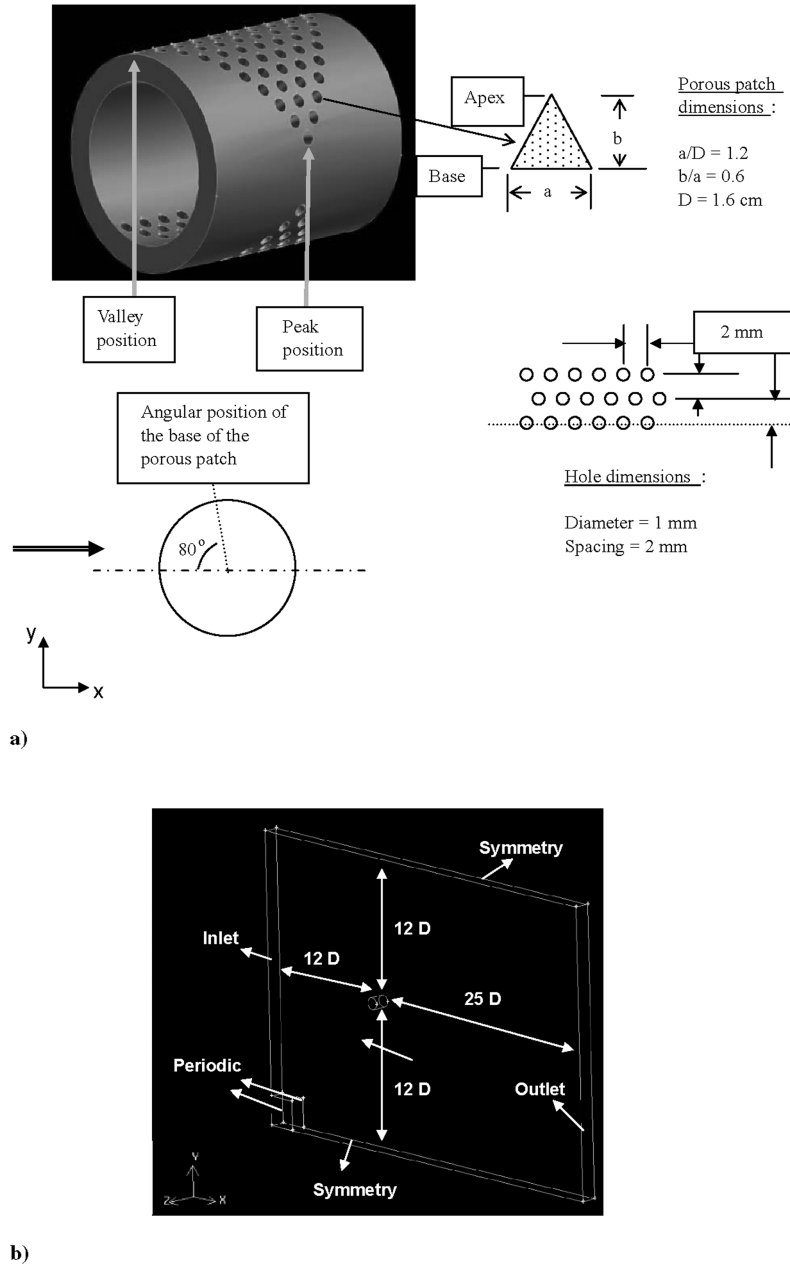 Apex
Base
b
a
Porous patch
dimensions :
a/D = 1.2
b/a = 0.6
D = 1.6 cm
Valley
position
Peak
position
2 mm
Angular position of
the base of the
porous patch
80°
Hole dimensions :
Diameter = 1 mm
Spacing = 2 mm
y
x
a)
Symmetry
12 D
Inlet
12 D
25 D
Periodic
12 D
Outlet
Symmetry
Y
Z
X
b)